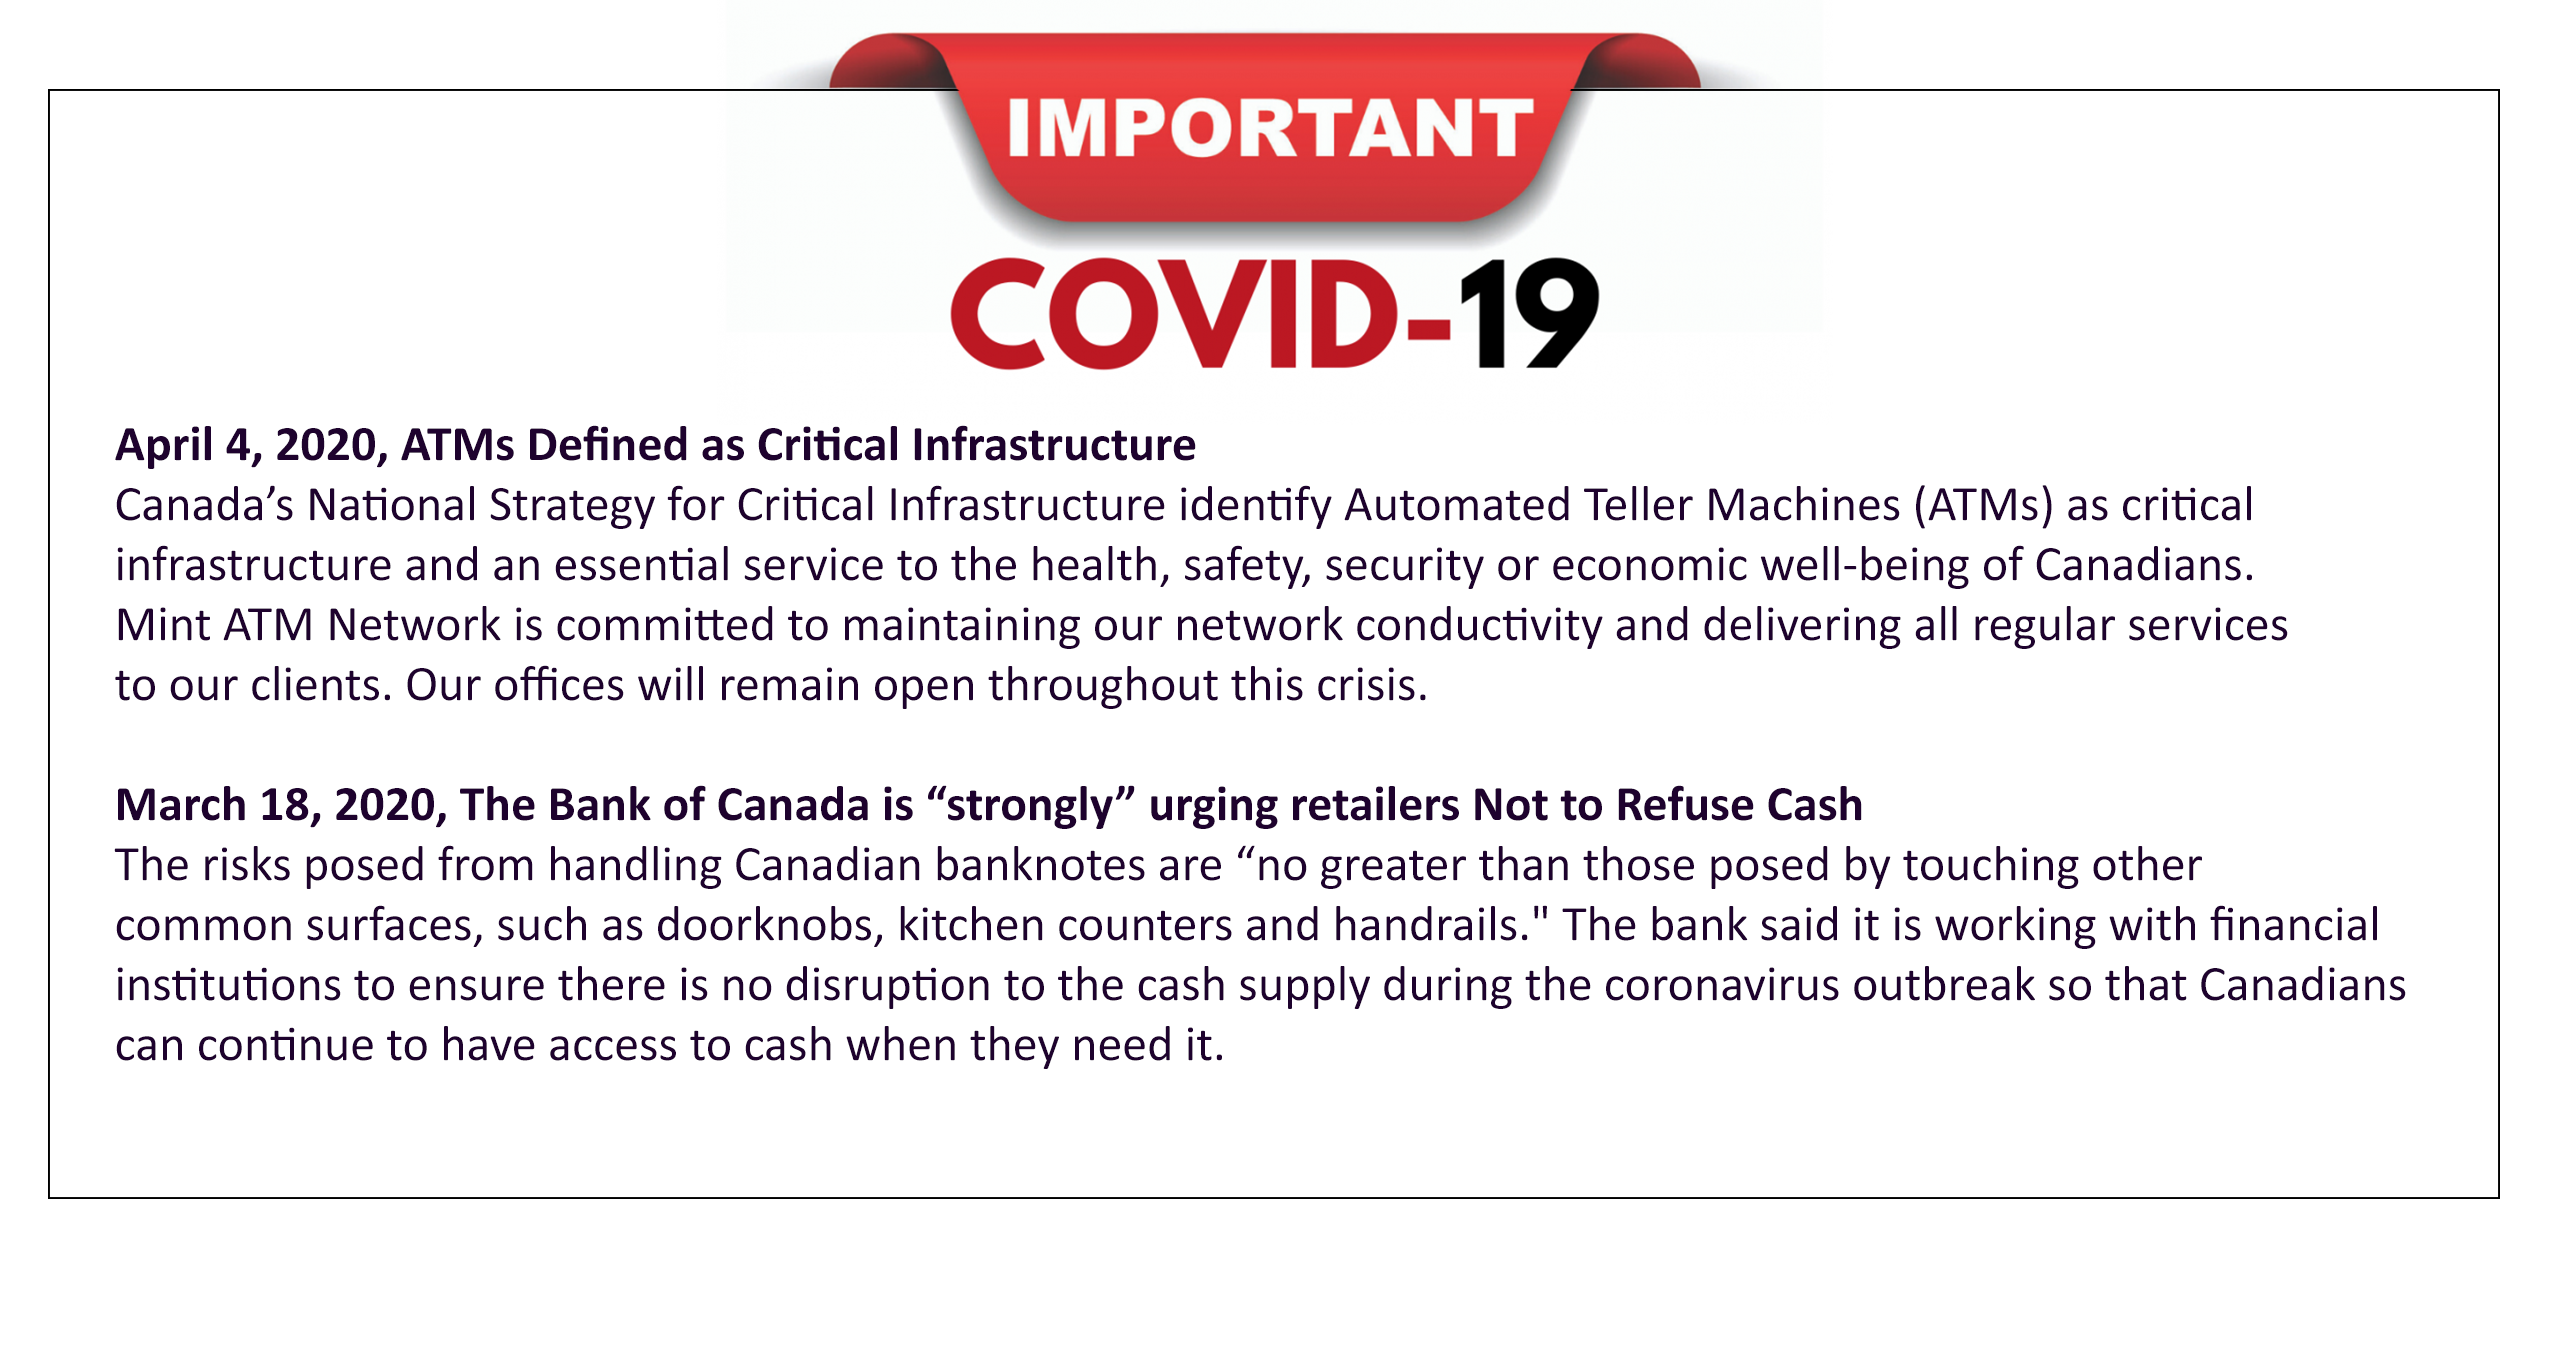 IMPORTANT
COVID-19
April 4, 2020, ATMs Defined as Critical Infrastructure
Canada’s National Strategy for Critical Infrastructure identify Automated Teller Machines (ATMs) as critical
infrastructure and an essential service to the health, safety, security or economic well-being of Canadians.
Mint ATM Network is committed to maintaining our network conductivity and delivering all regular services
to our clients. Our offices will remain open throughout this crisis.
March 18, 2020, The Bank of Canada is “strongly” urging retailers Not to Refuse Cash
The risks posed from handling Canadian banknotes are “no greater than those posed by touching other
common surfaces, such as doorknobs, kitchen counters and handrails." The bank said it is working with financial
institutions to ensure there is no disruption to the cash supply during the coronavirus outbreak so that Canadians
can continue to have access to cash when they need it.